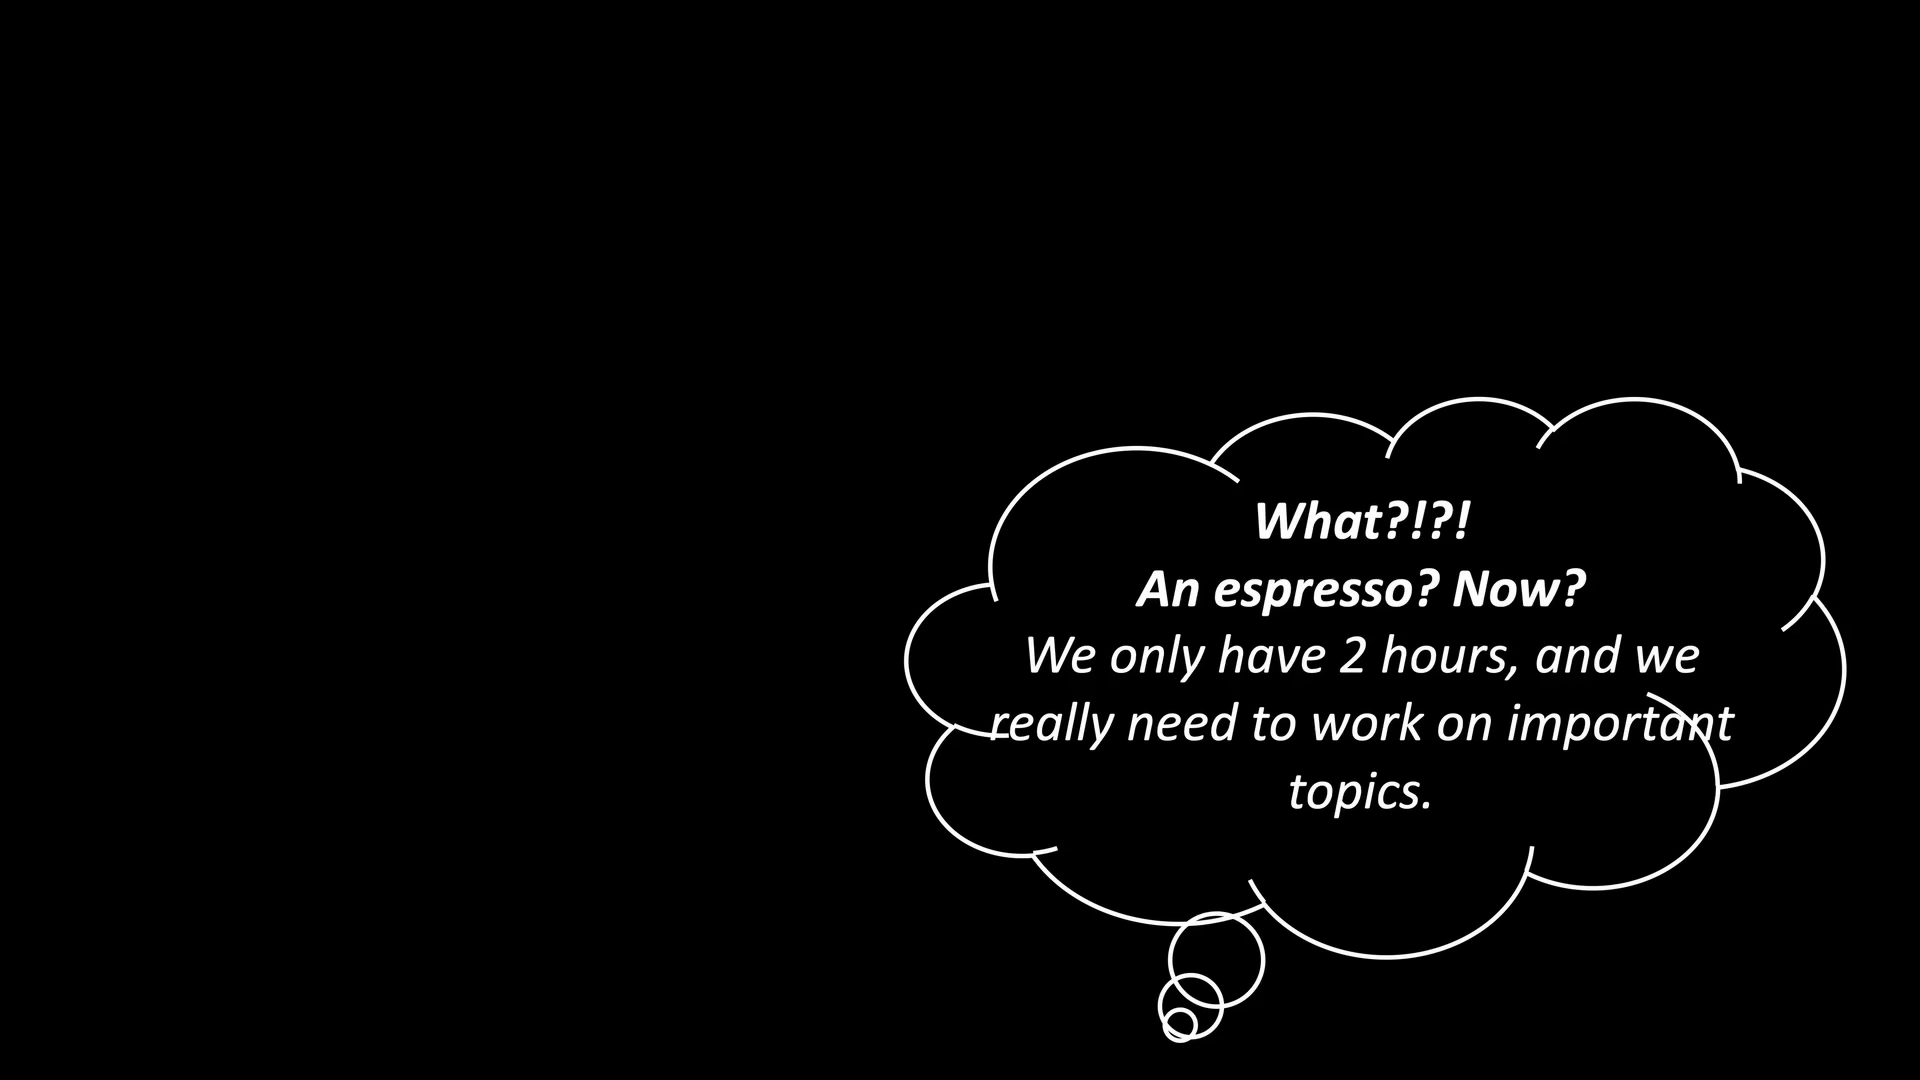 What?!?!
An espresso? Now?
We only have 2 hours, and we
really need to work on important
topics.